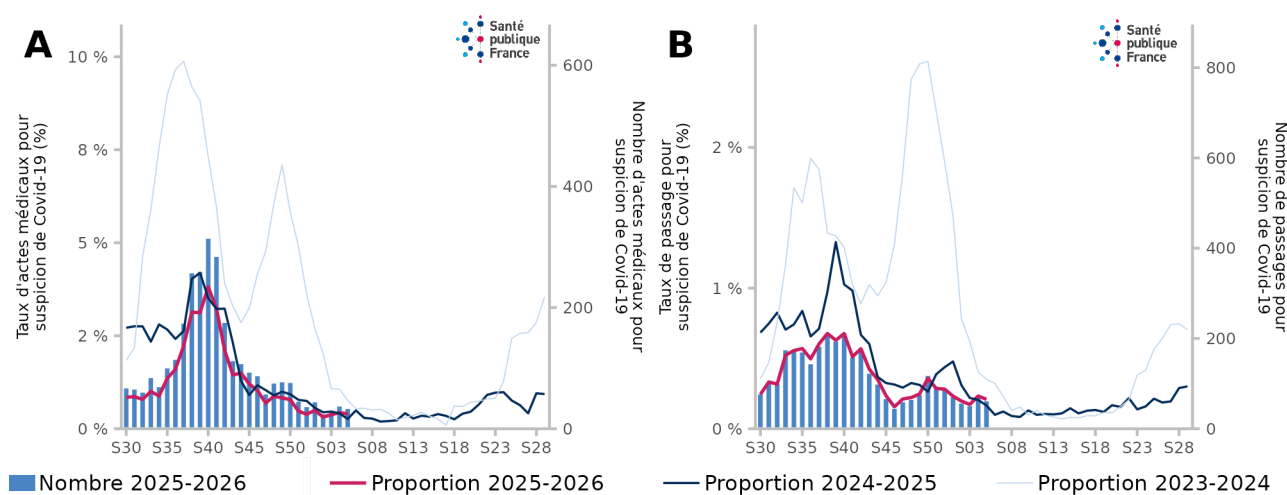 A
Santé
publique
France
Taux d'actes médicaux pour
suspicion de Covid-19 (%)
10 %
8 %
5 %
2 %
0 %
600
400
200
0
Nombre d'actes médicaux pour
suspicion de Covid-19
S30 S35 S40 S45 S50 S03 S08 S13 S18 S23 S28
B
Santé
publique
France
Taux de passage pour
suspicion de Covid-19 (%)
2 %
1 %
0 %
800
600
400
200
0
Nombre de passages pour
suspicion de Covid-19
S30 S35 S40 S45 S50 S03 S08 S13 S18 S23 S28
Nombre 2025-2026 Proportion 2025-2026 Proportion 2024-2025 Proportion 2023-2024